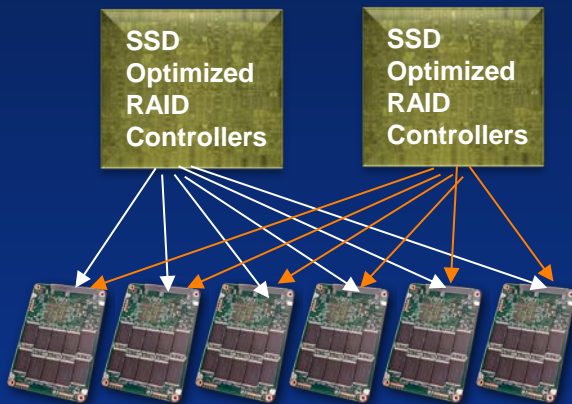 SSD
Optimized
RAID
Controllers
SSD
Optimized
RAID
Controllers